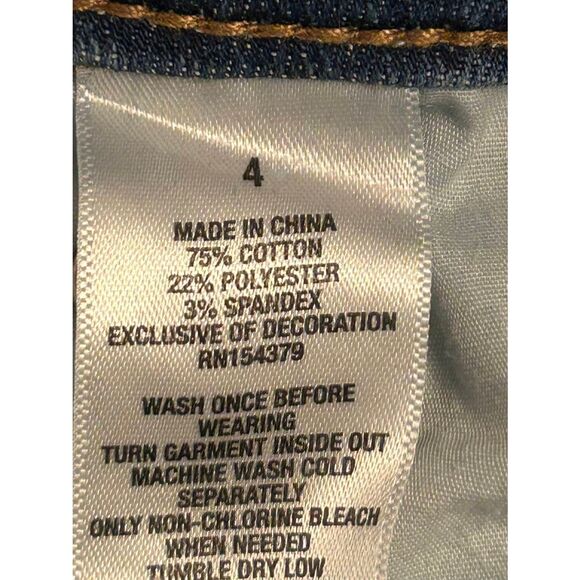 4
MADE IN CHINA
75% COTTON
22% POLYESTER
3% SPANDEX
EXCLUSIVE OF DECORATION
RN154379
WASH ONCE BEFORE
WEARING
TURN GARMENT INSIDE OUT
MACHINE WASH COLD
SEPARATELY
ONLY NON-CHLORINE BLEACH
WHEN NEEDED
TUMBLE DRY LOW